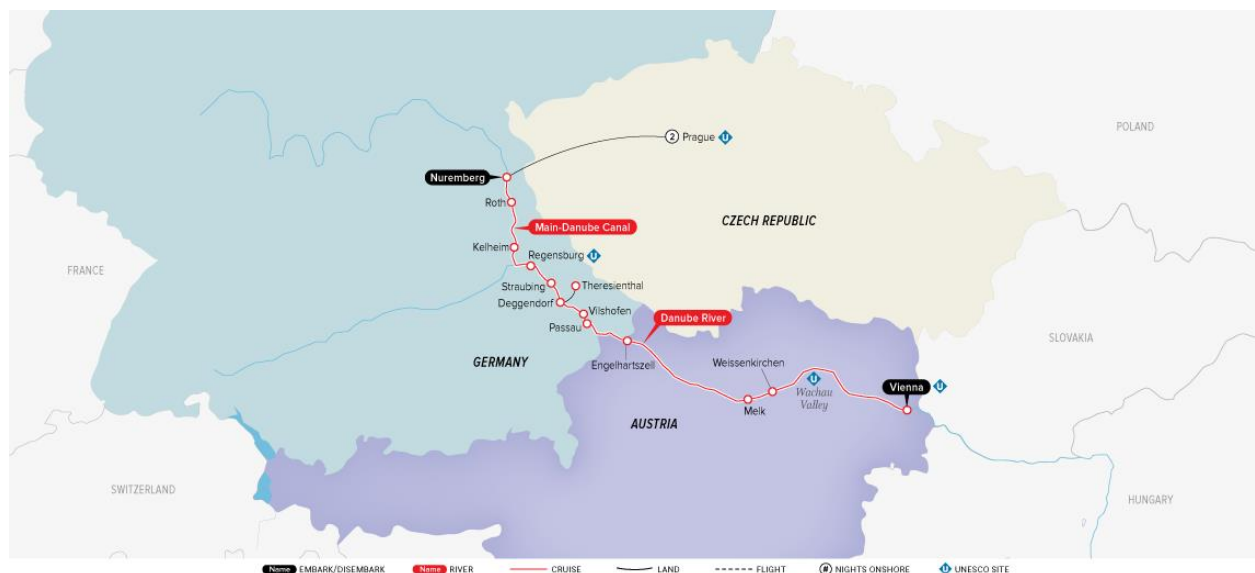 POLAND
2 Prague U
Nuremberg
Roth
CZECH REPUBLIC
Main-Danube Canal
Kelheim
Regensburg U
FRANCE
Straubing
Theresienthal
Deggendorf
Vilshofen
Danube River
Passau
SLOVAKIA
GERMANY
Engelhartszell
Weissenkirchen
U
Wachau
Valley
Vienna U
Melk
AUSTRIA
SWITZERLAND
HUNGARY
Name EMBARK/DISEMBARK Name RIVER CRUISE LAND FLIGHT # NIGHTS ONSHORE U UNESCO SITE